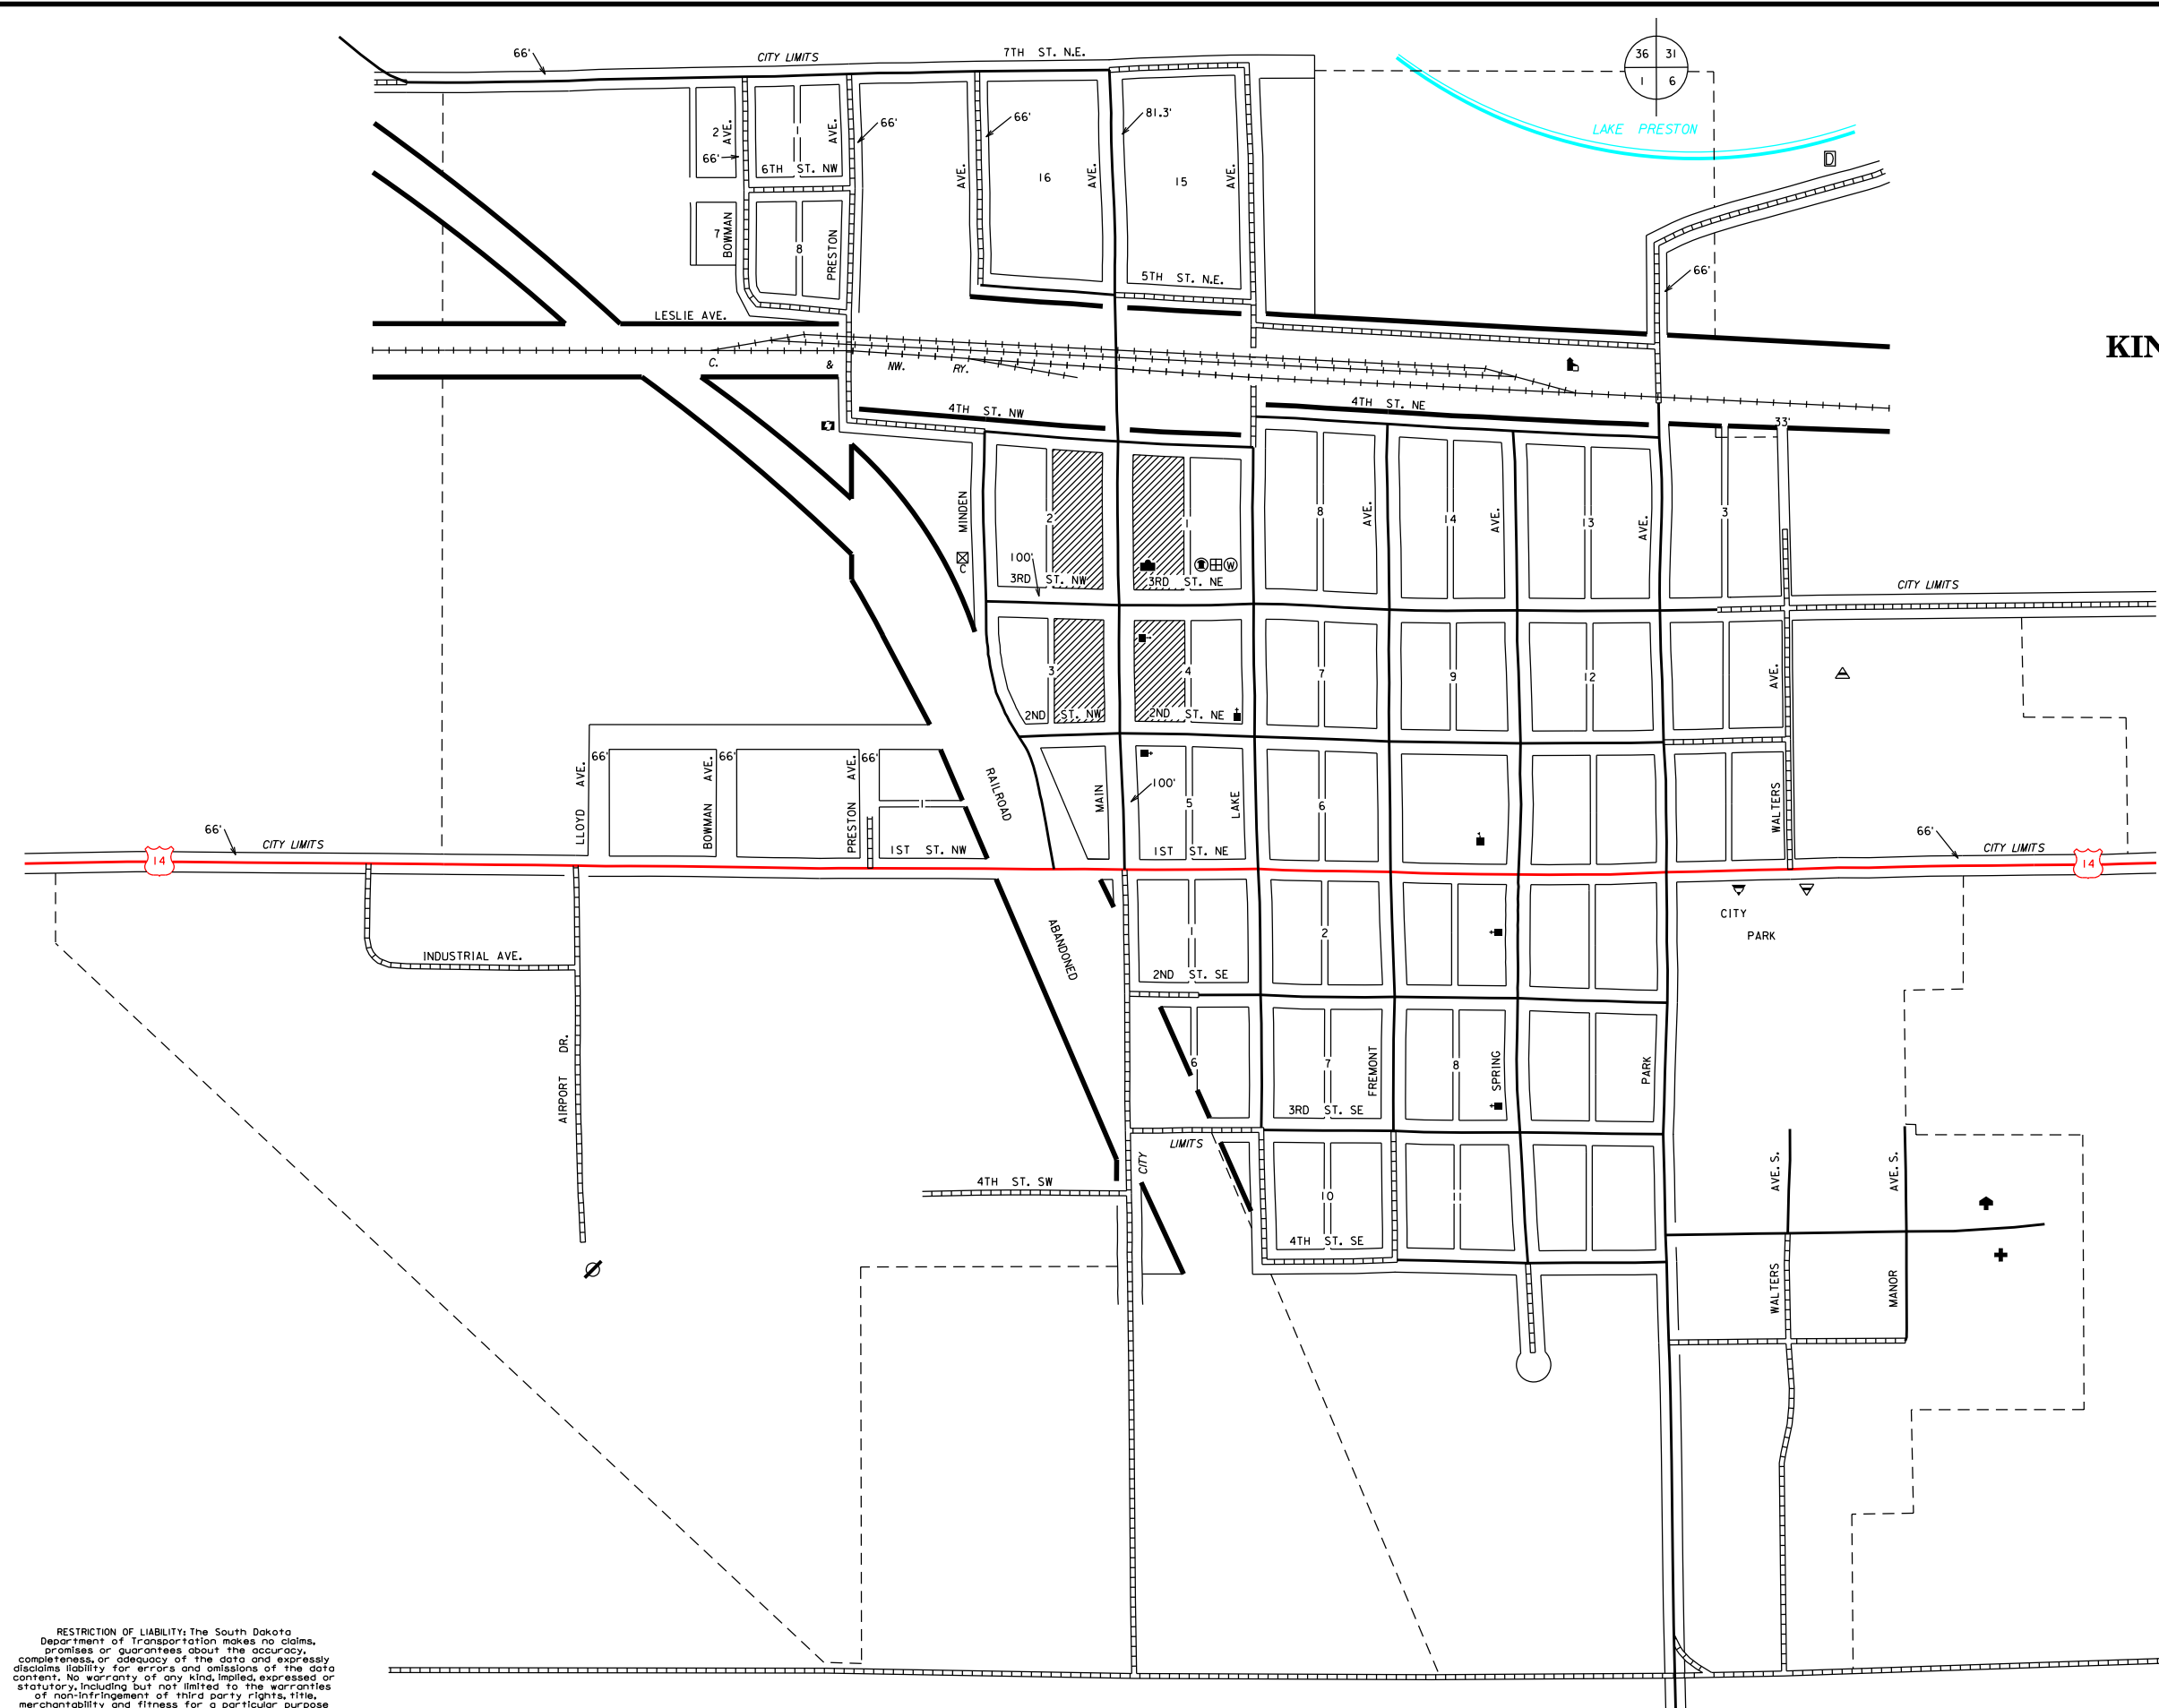 66'
CITY LIMITS
7TH ST. N.E.
36 31
1 6
LAKE PRESTON
D
2
AVE.
66'
1
AVE.
6TH ST. NW
66'
AVE.
66'
16
AVE.
81.3'
15
AVE.
7
BOWMAN
8
PRESTON
5TH ST. N.E.
66'
LESLIE AVE.
C. & NW. RY.
KIN
4TH ST. NW
4TH ST. NE
33'
MINDEN
C
2
100'
3RD ST. NW
1
W
3RD ST. NE
8
AVE.
14
AVE.
13
AVE.
3
CITY LIMITS
3
2ND ST. NW
4
2ND ST. NE
7
9
12
AVE.
LLOYD AVE.
66'
BOWMAN AVE.
66'
PRESTON AVE.
66'
1
1ST ST. NW
RAILROAD
MAIN
100'
5
LAKE
1ST ST. NE
6
WALTERS
66'
CITY LIMITS
14
66'
CITY LIMITS
14
CITY
PARK
INDUSTRIAL AVE.
ABANDONED
1
2ND ST. SE
2
AIRPORT DR.
6
7
FREMONT
8
SPRING
PARK
3RD ST. SE
CITY LIMITS
4TH ST. SW
10
11
4TH ST. SE
WALTERS AVE. S.
MANOR AVE. S.
RESTRICTION OF LIABILITY: The South Dakota
Department of Transportation makes no claims,
promises or guarantees about the accuracy,
completeness, or adequacy of the data and expressly
disclaims liability for errors and omissions of the data
content. No warranty of any kind, implied, expressed or
statutory, including but not limited to the warranties
of non-infringement of third party rights, title,
merchantability and fitness for a particular purpose